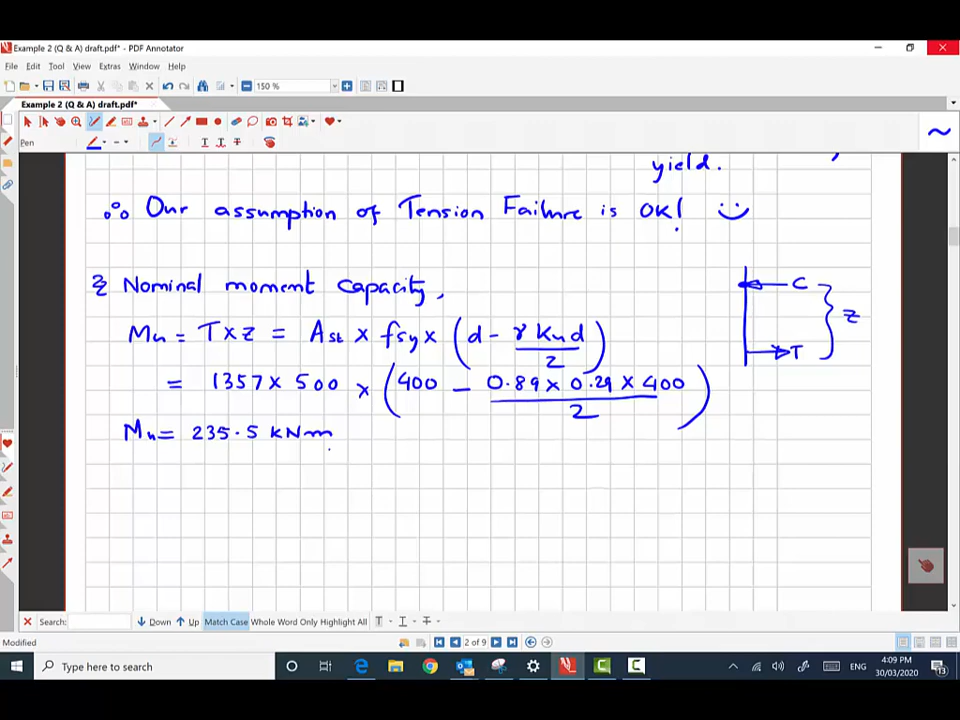 Example 2 (Q & A) draft.pdf* - PDF Annotator
File Edit Tool View Extras Window Help
150 %
Example 2 (Q & A) draft.pdf*
Pen
yield.
∴ Our assumption of Tension Failure is OK!
Nominal moment capacity,
C
Mu = T x z = Ast x fsy x (d - γ Ku d / 2)
z
T
= 1357 x 500 x (400 - 0.89 x 0.29 x 400 / 2)
Mu = 235.5 kNm
Search: Down Up Match Case Whole Word Only Highlight All
Modified
2 of 9
Type here to search
ENG
4:09 PM
30/03/2020
13